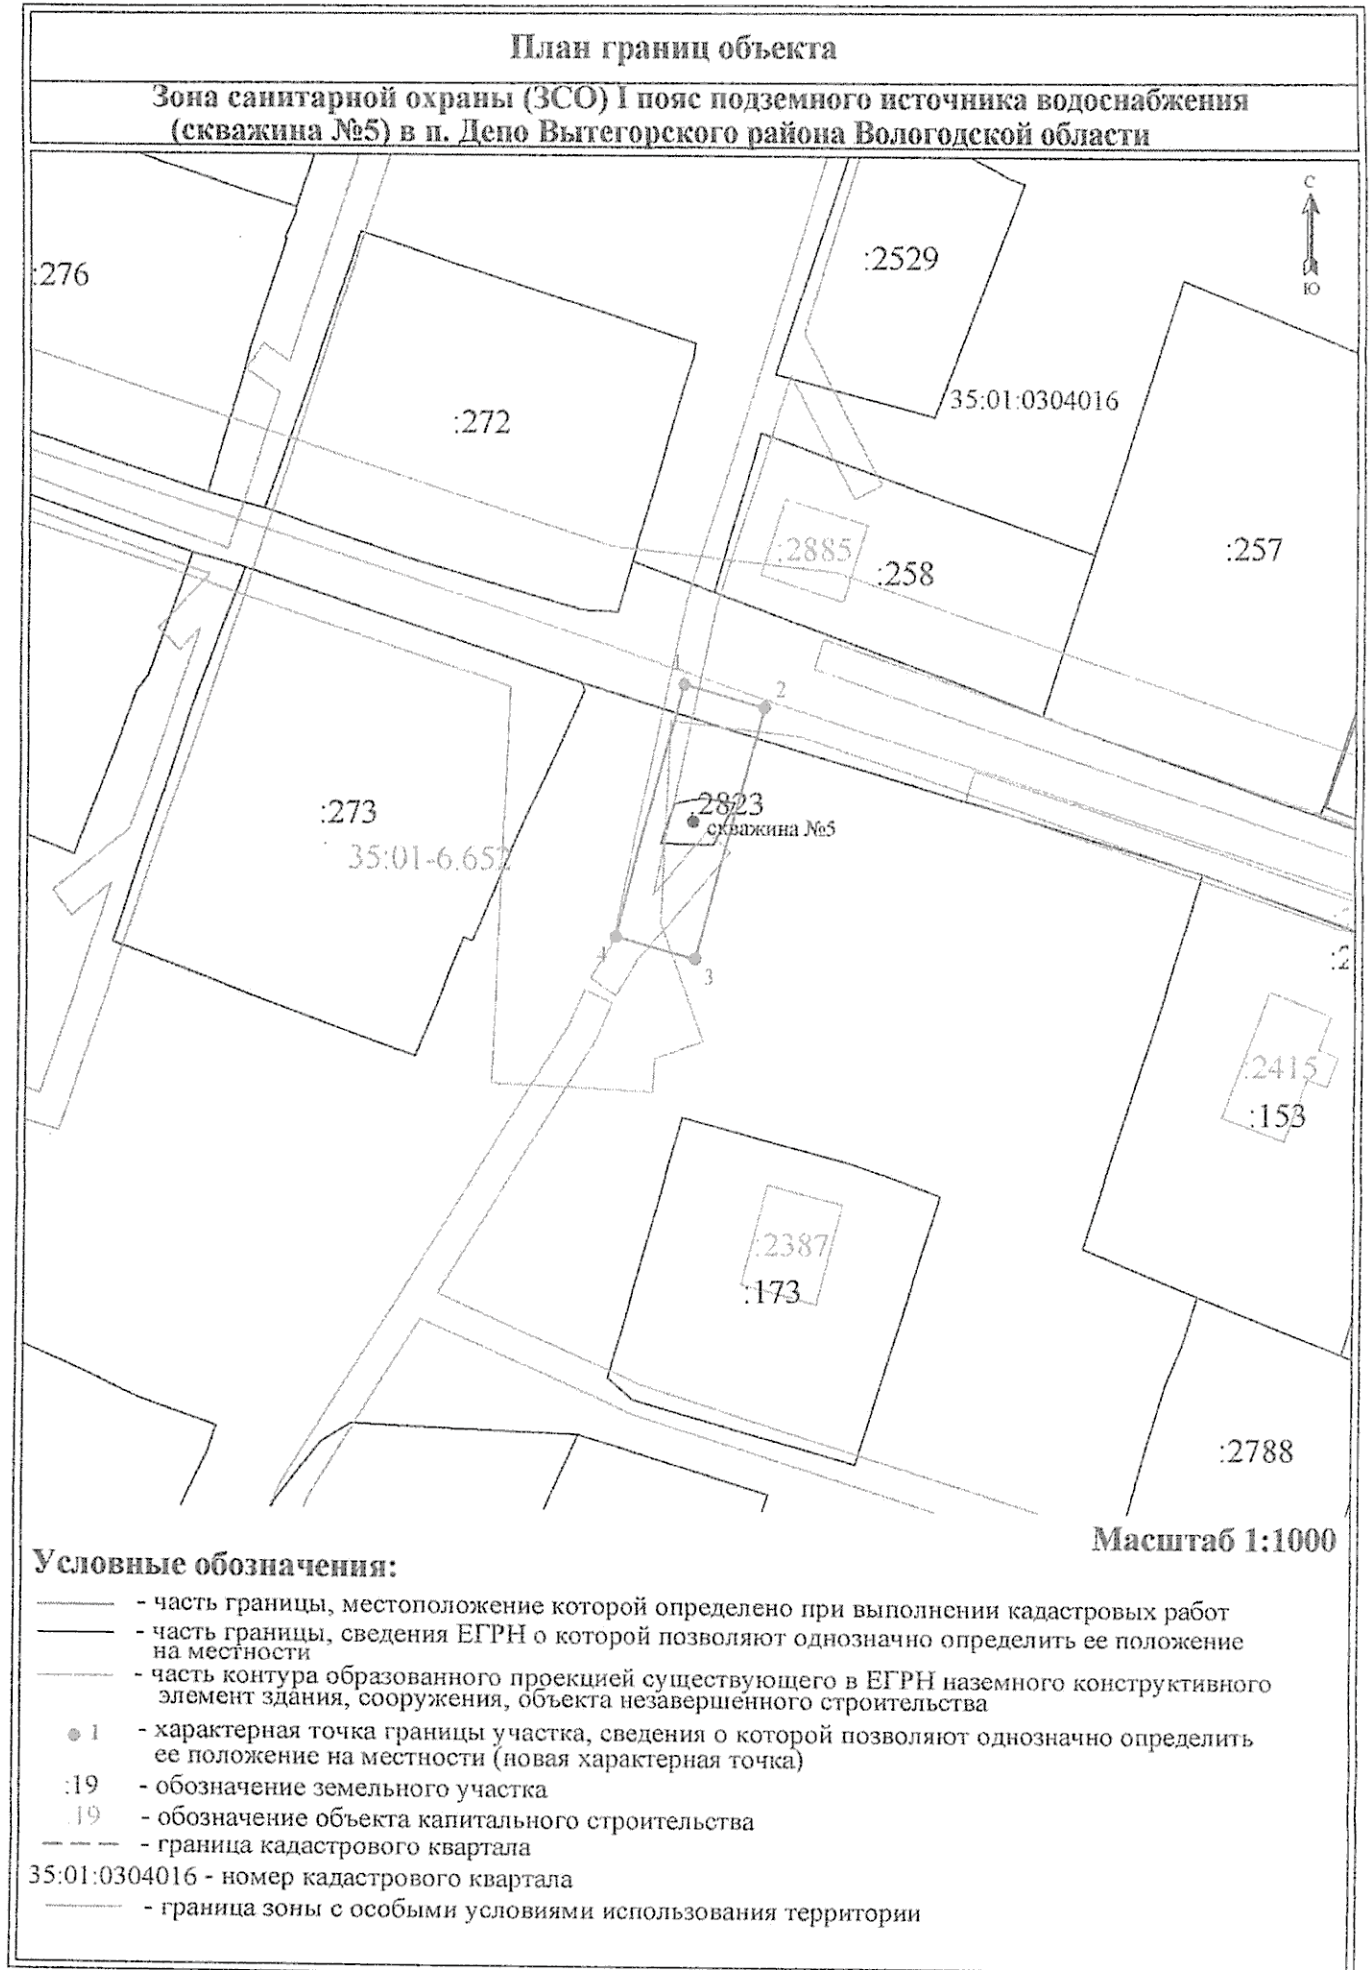 План границ объекта
Зона санитарной охраны (ЗСО) I пояс подземного источника водоснабжения
(скважина №5) в п. Депо Вытегорского района Вологодской области
С
Ю
:276
:2529
:272
35:01:0304016
:2885
:258
:257
1
2
:273
35:01-6.652
:2823
скважина №5
4
3
:2
:2415
:153
:2387
:173
:2788
Масштаб 1:1000
Условные обозначения:
- часть границы, местоположение которой определено при выполнении кадастровых работ
- часть границы, сведения ЕГРН о которой позволяют однозначно определить ее положение
на местности
- часть контура образованного проекцией существующего в ЕГРН наземного конструктивного
элемент здания, сооружения, объекта незавершенного строительства
1 - характерная точка границы участка, сведения о которой позволяют однозначно определить
ее положение на местности (новая характерная точка)
:19 - обозначение земельного участка
:19 - обозначение объекта капитального строительства
- граница кадастрового квартала
35:01:0304016 - номер кадастрового квартала
- граница зоны с особыми условиями использования территории